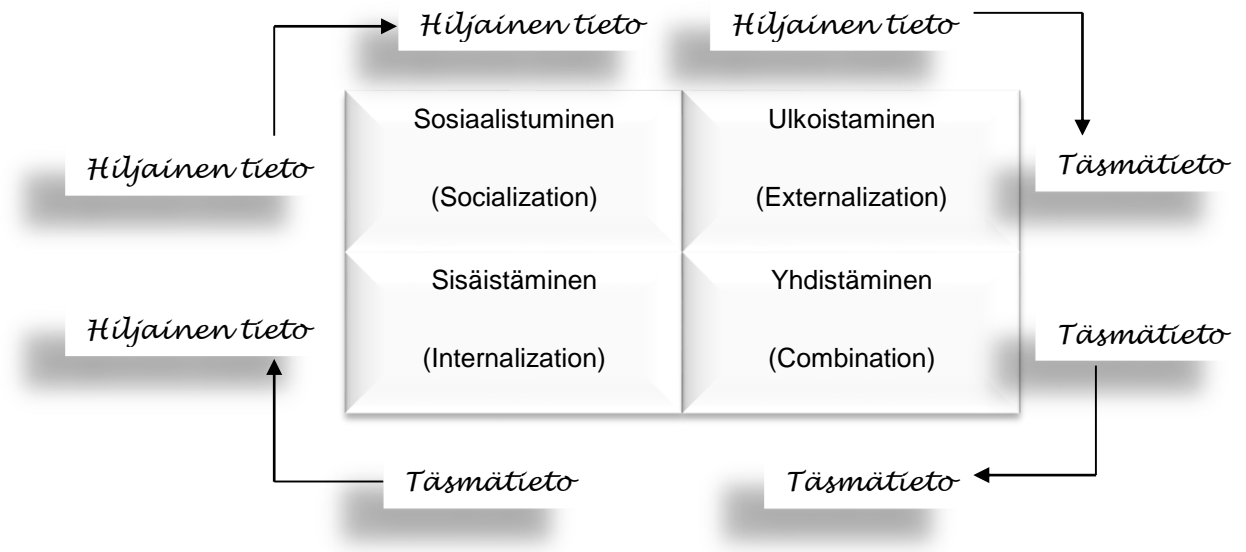 Hiljainen tieto
Hiljainen tieto
Hiljainen tieto
Täsmätieto
Sosiaalistuminen
(Socialization)
Ulkoistaminen
(Externalization)
Sisäistäminen
(Internalization)
Yhdistäminen
(Combination)
Hiljainen tieto
Täsmätieto
Täsmätieto
Täsmätieto